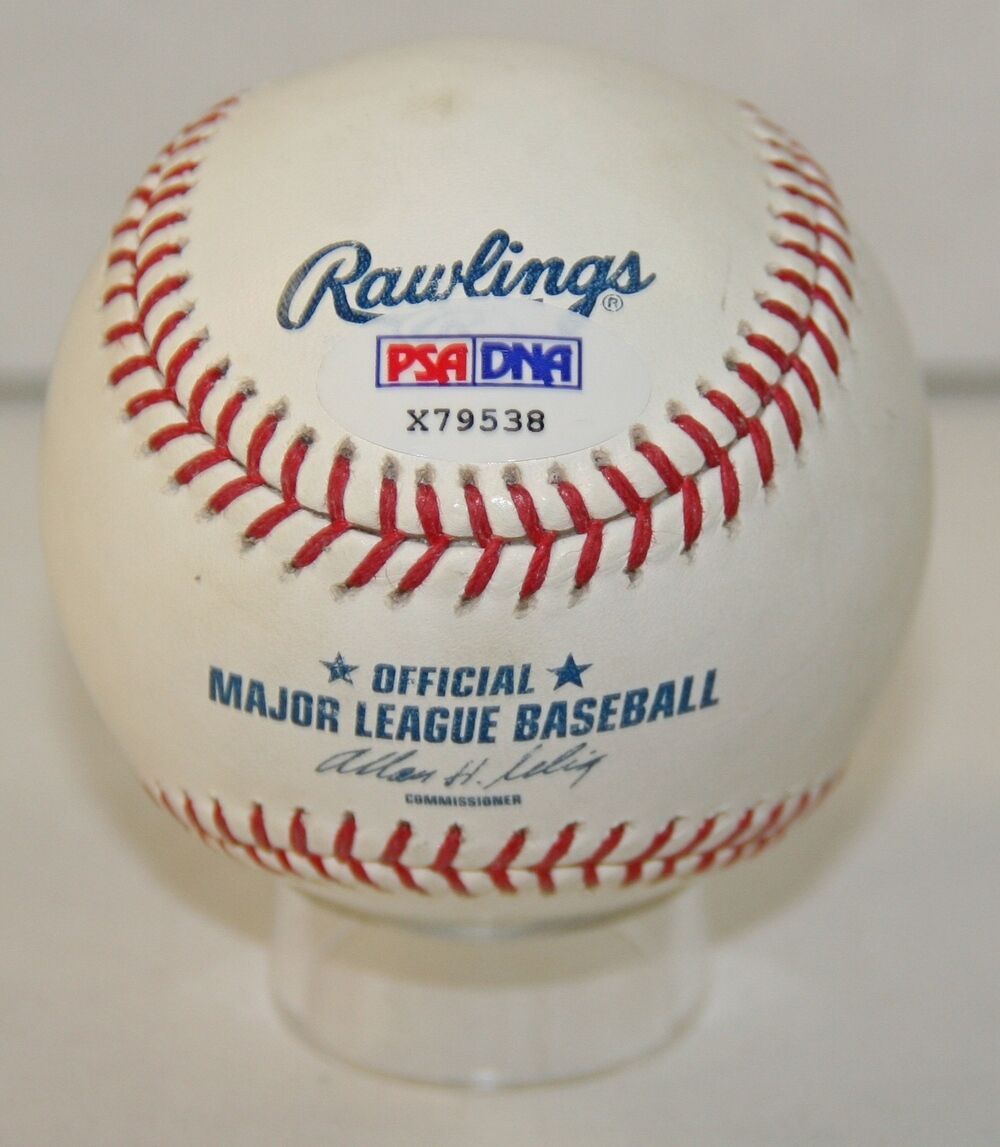 Rawlings®
PSA DNA
X79538
★ OFFICIAL ★
MAJOR LEAGUE BASEBALL
Allan H. Selig
COMMISSIONER